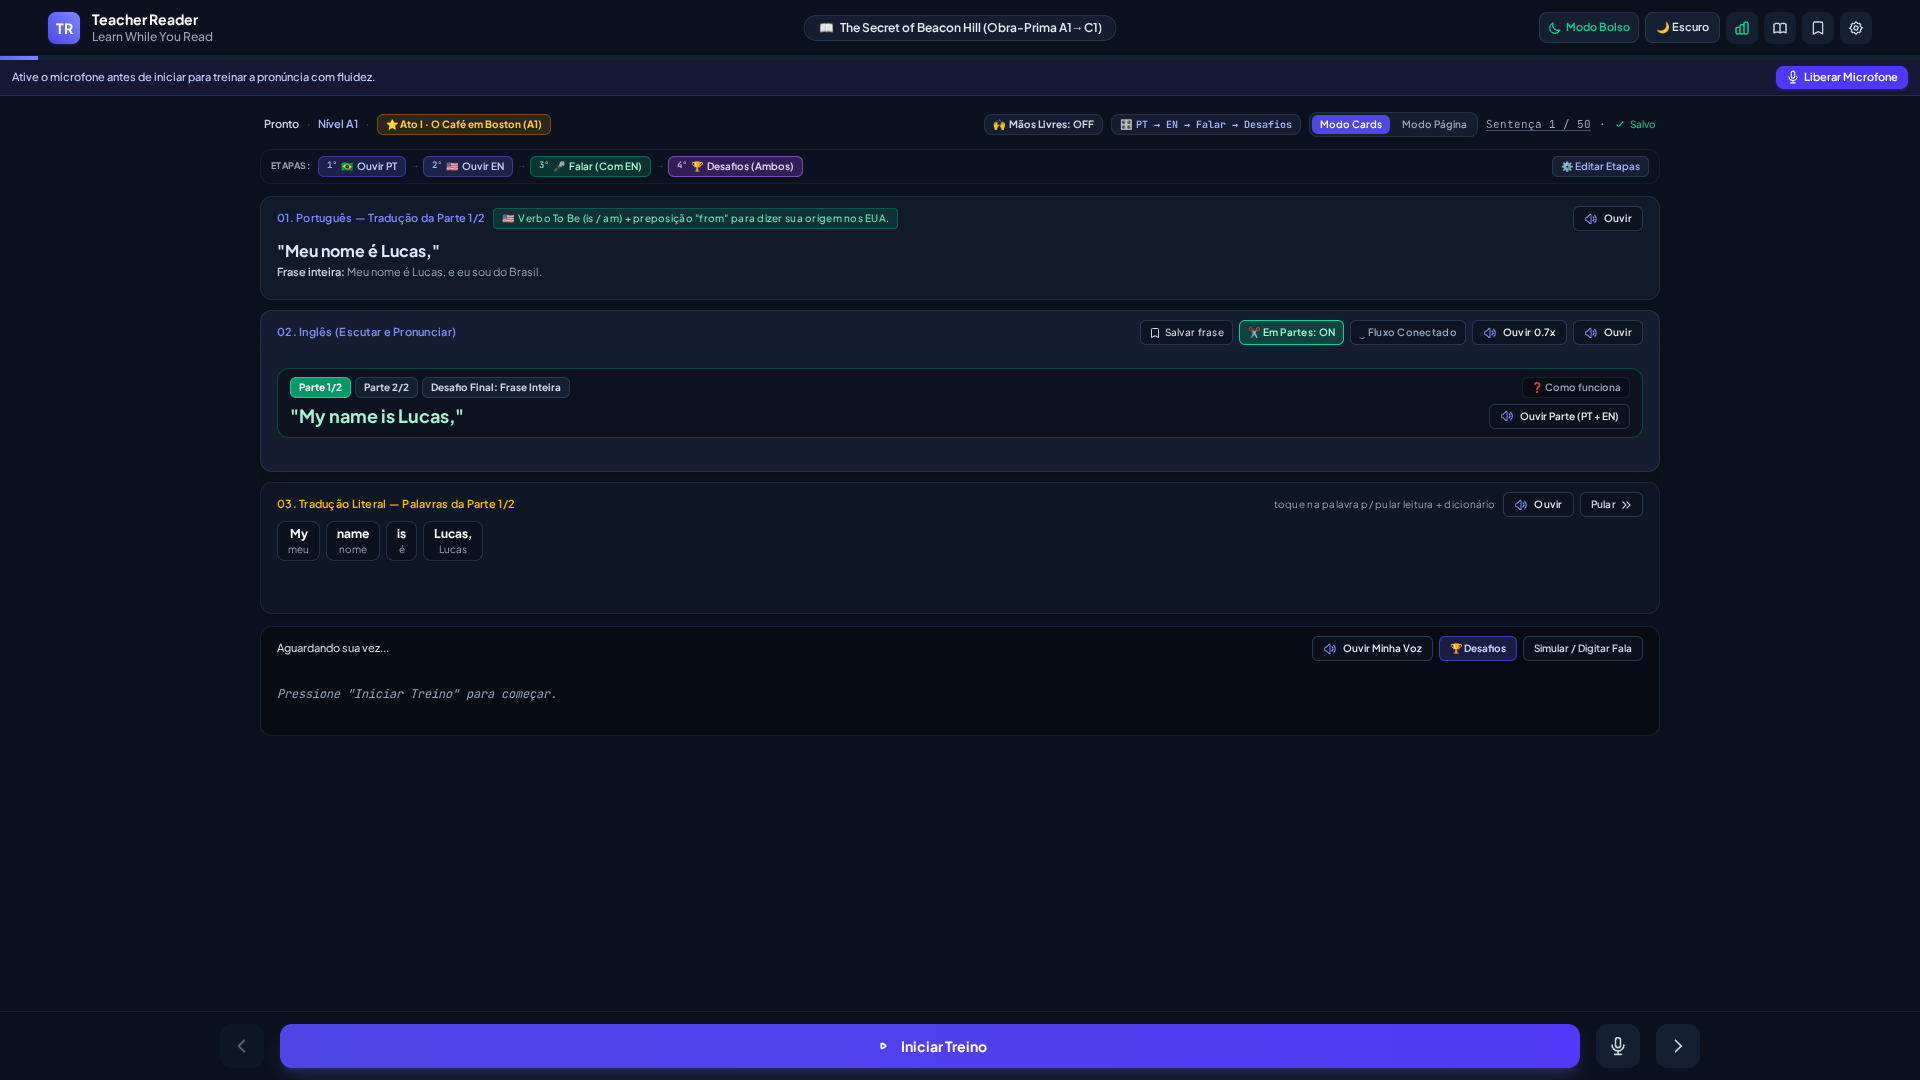 TR
TeacherReader
Learn While You Read
📖 The Secret of Beacon Hill (Obra-Prima A1→C1)
Modo Bolso
🌙 Escuro
Ative o microfone antes de iniciar para treinar a pronúncia com fluidez.
Liberar Microfone
Pronto · Nível A1 · ⭐ Ato I · O Café em Boston (A1)
🙌 Mãos Livres: OFF
🎛️ PT → EN → Falar → Desafios
Modo Cards
Modo Página
Sentença 1 / 50 · ✓ Salvo
ETAPAS: 1° 🇧🇷 Ouvir PT → 2° 🇺🇸 Ouvir EN → 3° 🎤 Falar (Com EN) → 4° 🏆 Desafios (Ambos)
⚙️ Editar Etapas
01. Português — Tradução da Parte 1/2
🇺🇸 Verbo To Be (is / am) + preposição "from" para dizer sua origem nos EUA.
Ouvir
"Meu nome é Lucas,"
Frase inteira: Meu nome é Lucas, e eu sou do Brasil.
02. Inglês (Escutar e Pronunciar)
Salvar frase
✂️ Em Partes: ON
‿ Fluxo Conectado
Ouvir 0.7x
Ouvir
Parte 1/2
Parte 2/2
Desafio Final: Frase Inteira
❓ Como funciona
"My name is Lucas,"
Ouvir Parte (PT + EN)
03. Tradução Literal — Palavras da Parte 1/2
toque na palavra p/ pular leitura + dicionário
Ouvir
Pular
My name is Lucas,
meu nome é Lucas
Aguardando sua vez...
Ouvir Minha Voz
🏆 Desafios
Simular / Digitar Fala
Pressione "Iniciar Treino" para começar.
Iniciar Treino